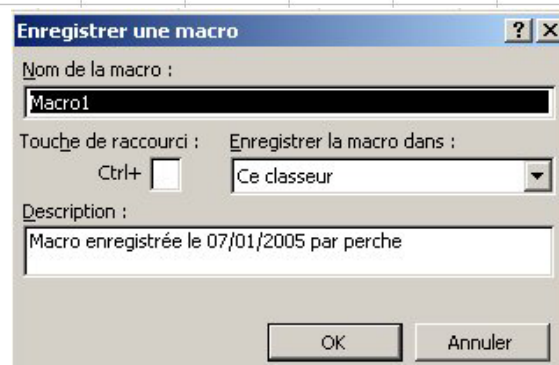 Enregistrer une macro
Nom de la macro :
Macro1
Touche de raccourci : Enregistrer la macro dans :
Ctrl+ Ce classeur
Description :
Macro enregistrée le 07/01/2005 par perche
OK Annuler